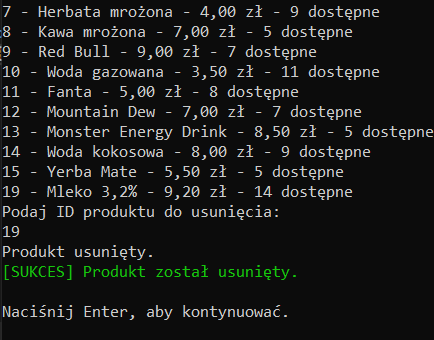 7 - Herbata mrożona - 4,00 zł - 9 dostępne
8 - Kawa mrożona - 7,00 zł - 5 dostępne
9 - Red Bull - 9,00 zł - 7 dostępne
10 - Woda gazowana - 3,50 zł - 11 dostępne
11 - Fanta - 5,00 zł - 8 dostępne
12 - Mountain Dew - 7,00 zł - 7 dostępne
13 - Monster Energy Drink - 8,50 zł - 5 dostępne
14 - Woda kokosowa - 8,00 zł - 9 dostępne
15 - Yerba Mate - 5,50 zł - 5 dostępne
19 - Mleko 3,2% - 9,20 zł - 14 dostępne
Podaj ID produktu do usunięcia:
19
Produkt usunięty.
[SUKCES] Produkt został usunięty.
Naciśnij Enter, aby kontynuować.